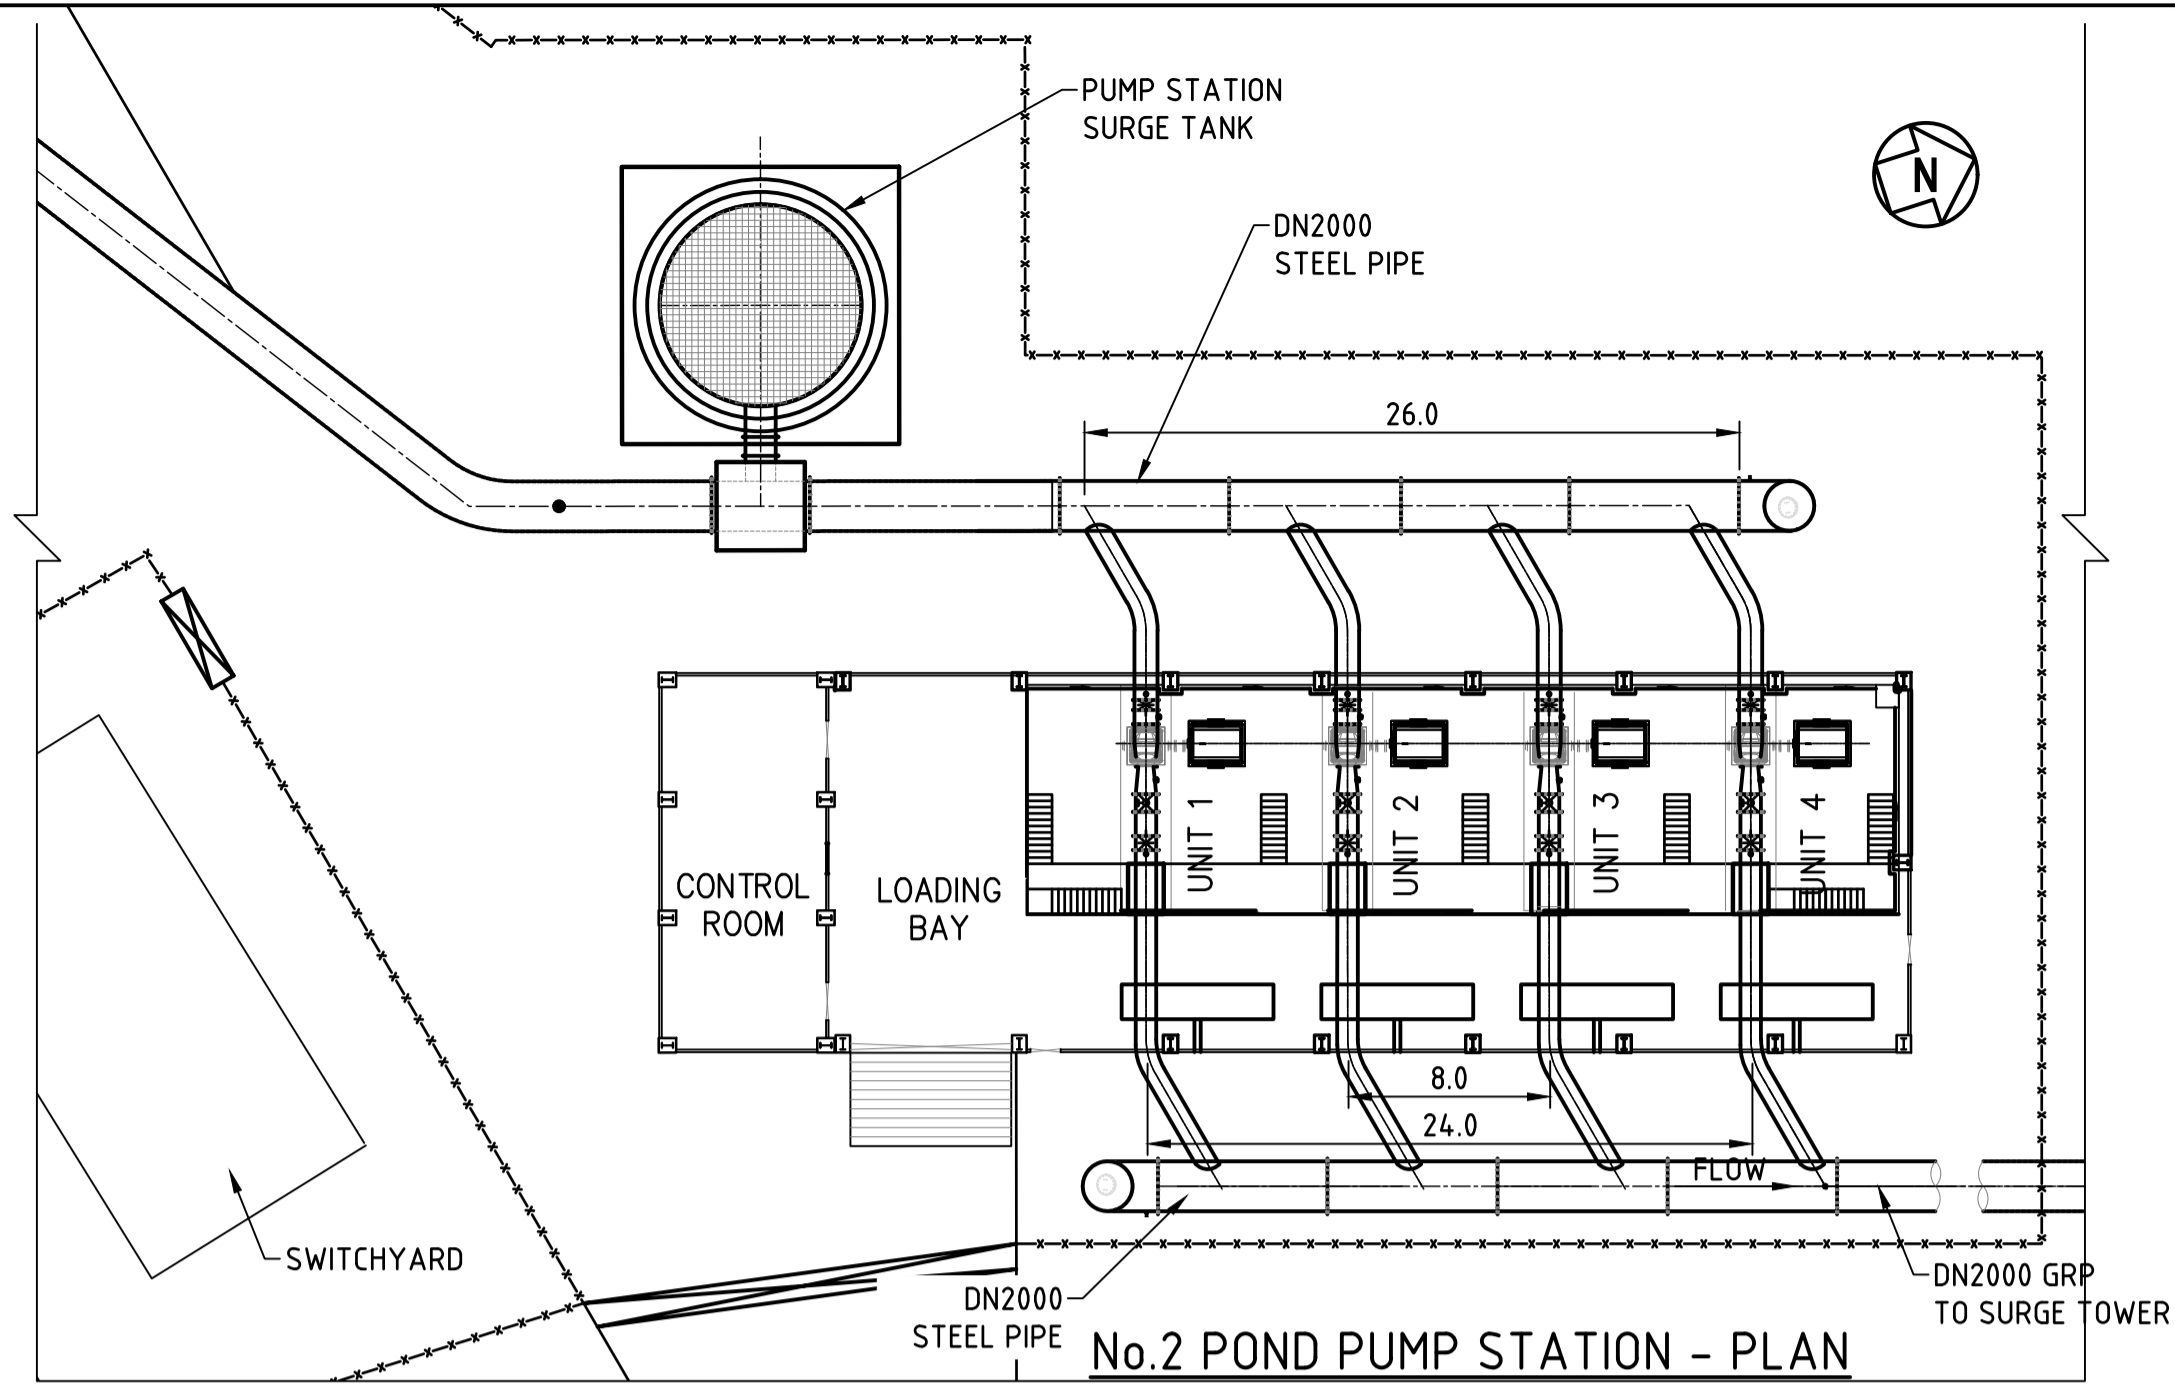 PUMP STATION
SURGE TANK
N
DN2000
STEEL PIPE
26.0
UNIT 1
UNIT 2
UNIT 3
UNIT 4
CONTROL
ROOM
LOADING
BAY
8.0
24.0
FLOW
SWITCHYARD
DN2000
STEEL PIPE
DN2000 GRP
TO SURGE TOWER
No.2 POND PUMP STATION - PLAN